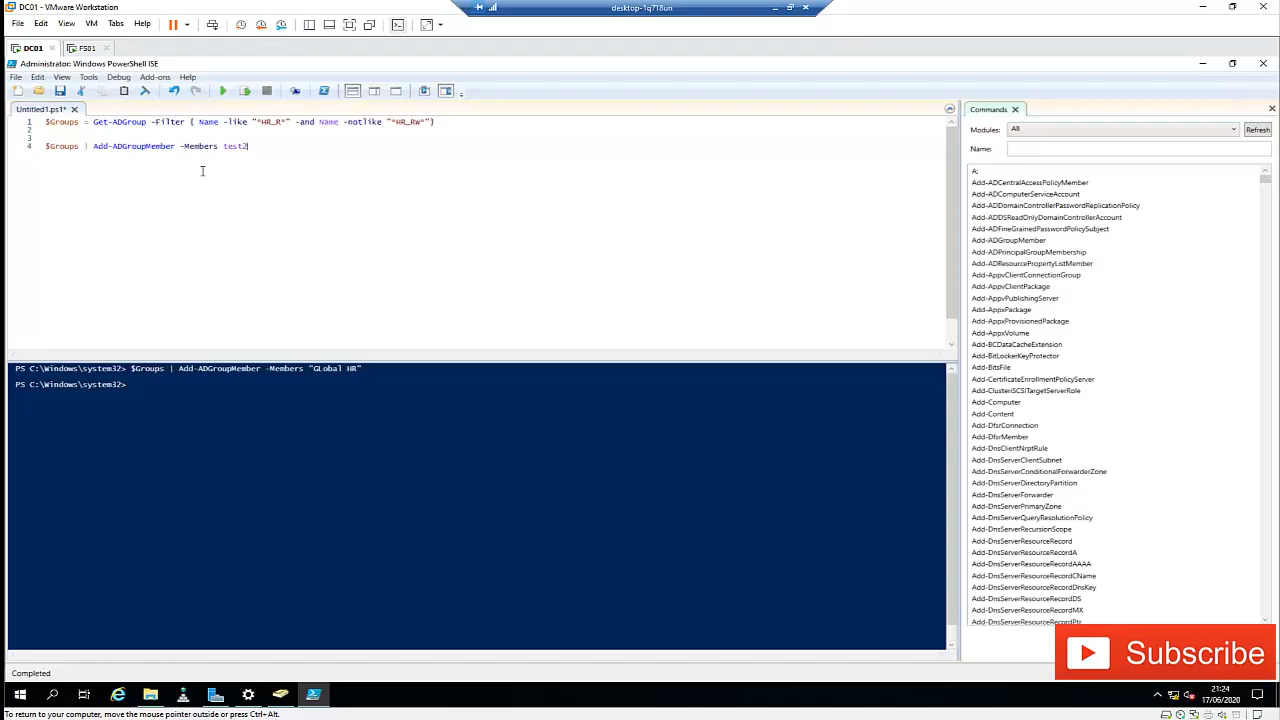 DC01 - VMware Workstation
desktop-1q718un
File Edit View VM Tabs Help
DC01
FS01
Administrator: Windows PowerShell ISE
File Edit View Tools Debug Add-ons Help
Untitled1.ps1*
1 $Groups = Get-ADGroup -Filter { Name -like "*HR_R*" -and Name -notlike "*HR_RW*"}
2
3
4 $Groups | Add-ADGroupMember -Members test2
PS C:\Windows\system32> $Groups | Add-ADGroupMember -Members "GLobal HR"
PS C:\Windows\system32>
Commands
Modules: All Refresh
Name:
A:
Add-ADCentralAccessPolicyMember
Add-ADComputerServiceAccount
Add-ADDomainControllerPasswordReplicationPolicy
Add-ADDSReadOnlyDomainControllerAccount
Add-ADFineGrainedPasswordPolicySubject
Add-ADGroupMember
Add-ADPrincipalGroupMembership
Add-ADResourcePropertyListMember
Add-AppvClientConnectionGroup
Add-AppvClientPackage
Add-AppvPublishingServer
Add-AppxPackage
Add-AppxProvisionedPackage
Add-AppxVolume
Add-BCDataCacheExtension
Add-BitLockerKeyProtector
Add-BitsFile
Add-CertificateEnrollmentPolicyServer
Add-ClusteriSCSITargetServerRole
Add-Computer
Add-Content
Add-DfsrConnection
Add-DfsrMember
Add-DnsClientNrptRule
Add-DnsServerClientSubnet
Add-DnsServerConditionalForwarderZone
Add-DnsServerDirectoryPartition
Add-DnsServerForwarder
Add-DnsServerPrimaryZone
Add-DnsServerQueryResolutionPolicy
Add-DnsServerRecursionScope
Add-DnsServerResourceRecord
Add-DnsServerResourceRecordA
Add-DnsServerResourceRecordAAAA
Add-DnsServerResourceRecordCName
Add-DnsServerResourceRecordDnsKey
Add-DnsServerResourceRecordDS
Add-DnsServerResourceRecordMX
Add-DnsServerResourceRecordPtr
Subscribe
Completed
21:24
17/06/2020
To return to your computer, move the mouse pointer outside or press Ctrl+Alt.